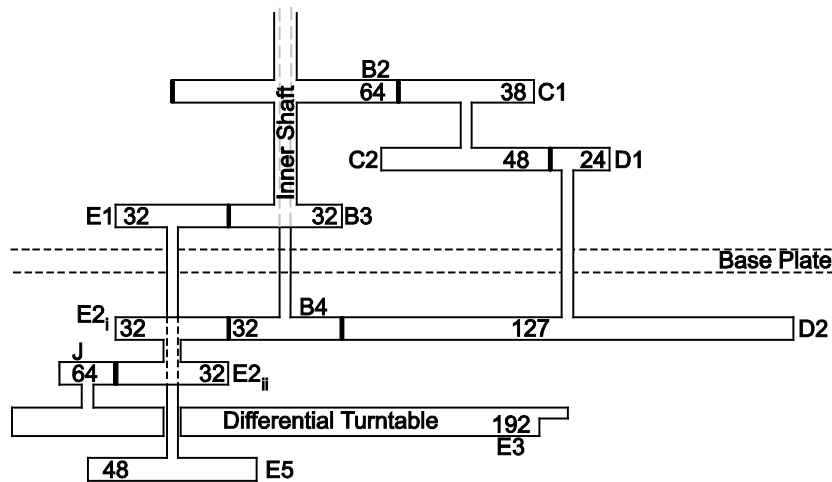 B2
64 38 C1
Inner Shaft
C2 48 24 D1
E1 32 32 B3
Base Plate
B4
E2i 32 32 127 D2
J
64 32 E2ii
Differential Turntable 192
E3
48 E5